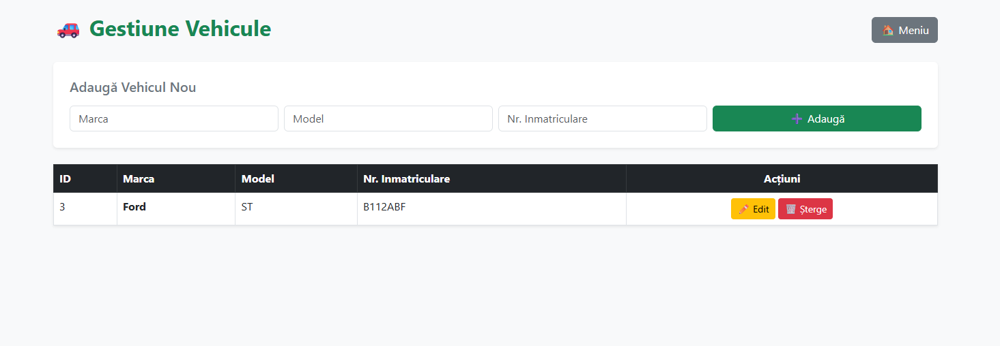 Gestiune Vehicule
Meniu
Adaugă Vehicul Nou
Marca Model Nr. Inmatriculare Adaugă
ID Marca Model Nr. Inmatriculare Acțiuni
3 Ford ST B112ABF Edit Șterge